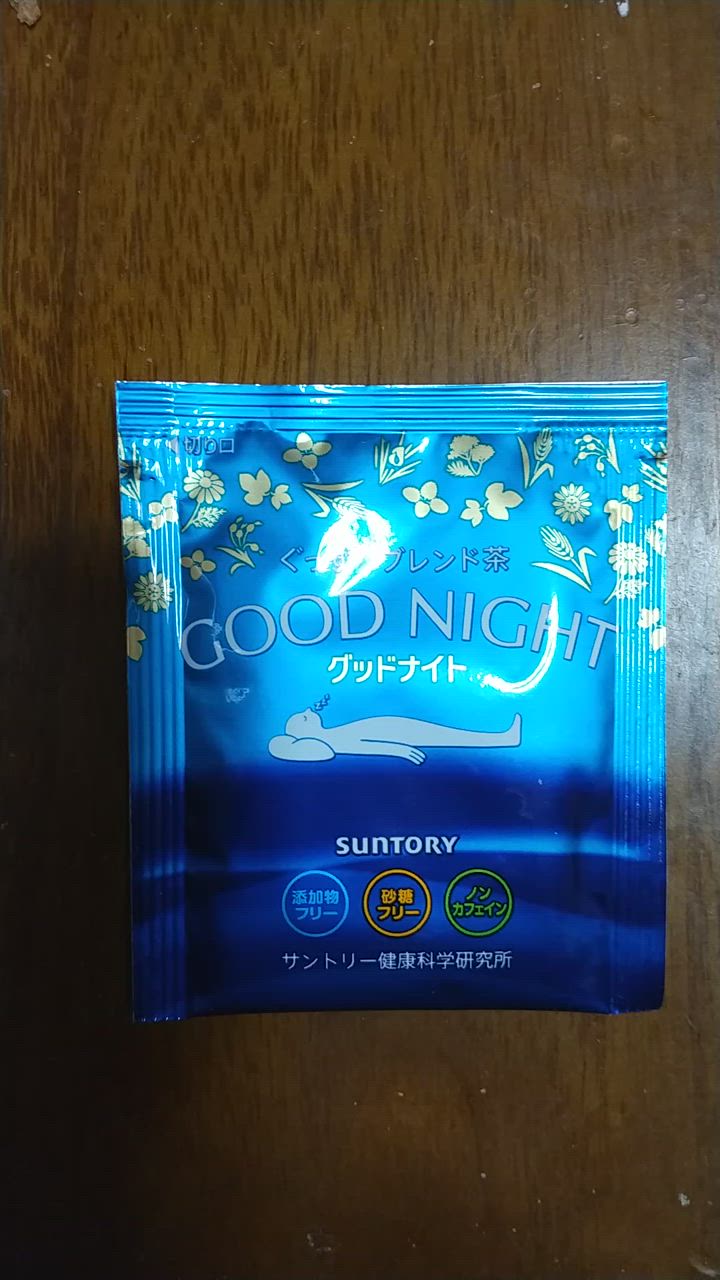 切り口
ブレンド茶
GOOD NIGHT
グッドナイト
zzz
SUNTORY
添加物
フリー
砂糖
フリー
ノン
カフェイン
サントリー健康科学研究所